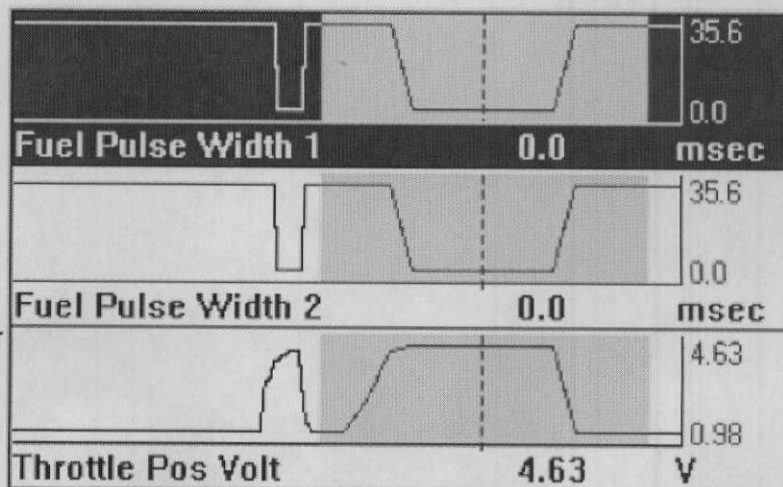 35.6
0.0
Fuel Pulse Width 1 0.0 msec
35.6
0.0
Fuel Pulse Width 2 0.0 msec
4.63
0.98
Throttle Pos Volt 4.63 V